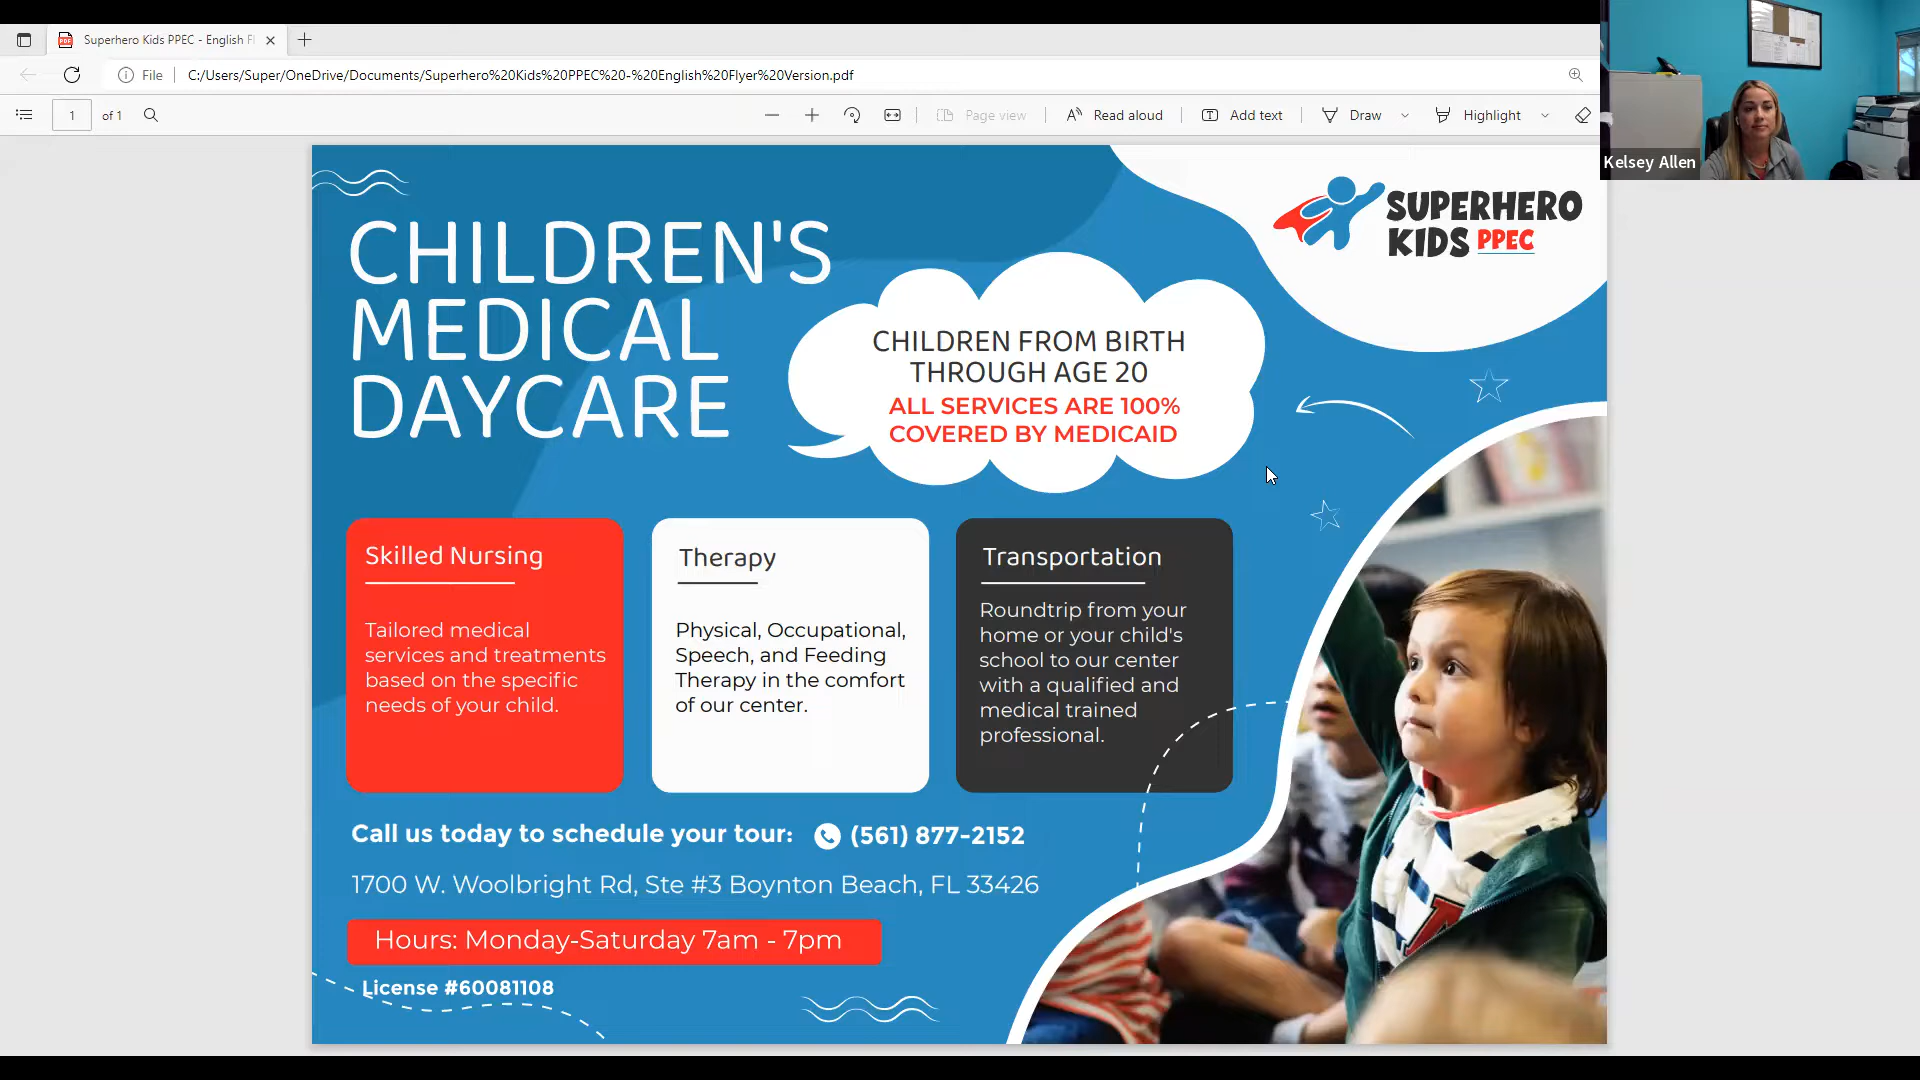 Superhero Kids PPEC - English Fl
File
C:/Users/Super/OneDrive/Documents/Superhero%20Kids%20PPEC%20-%20English%20Flyer%20Version.pdf
1 of 1
Page view
Read aloud
Add text
Draw
Highlight
Kelsey Allen
SUPERHERO
KIDS PPEC
CHILDREN'S
MEDICAL
DAYCARE
CHILDREN FROM BIRTH
THROUGH AGE 20
ALL SERVICES ARE 100%
COVERED BY MEDICAID
Skilled Nursing
Tailored medical
services and treatments
based on the specific
needs of your child.
Therapy
Physical, Occupational,
Speech, and Feeding
Therapy in the comfort
of our center.
Transportation
Roundtrip from your
home or your child's
school to our center
with a qualified and
medical trained
professional.
Call us today to schedule your tour: (561) 877-2152
1700 W. Woolbright Rd, Ste #3 Boynton Beach, FL 33426
Hours: Monday-Saturday 7am - 7pm
License #60081108